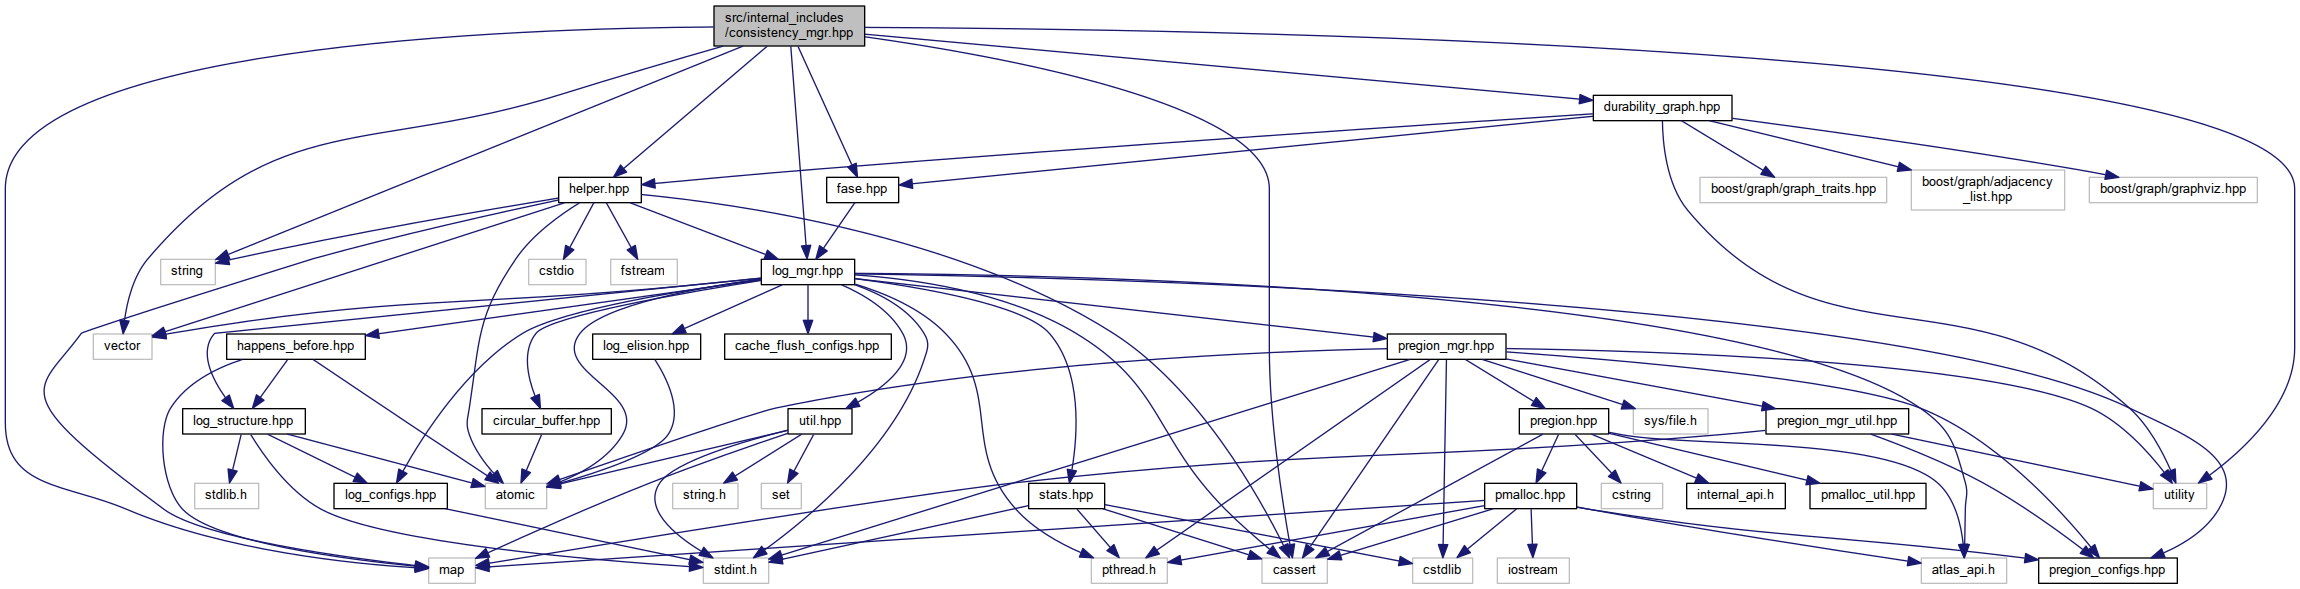 src/internal_includes
/consistency_mgr.hpp
durability_graph.hpp
helper.hpp
fase.hpp
boost/graph/graph_traits.hpp
boost/graph/adjacency
_list.hpp
boost/graph/graphviz.hpp
string
cstdio
fstream
log_mgr.hpp
vector
happens_before.hpp
log_elision.hpp
cache_flush_configs.hpp
pregion_mgr.hpp
log_structure.hpp
circular_buffer.hpp
util.hpp
pregion.hpp
sys/file.h
pregion_mgr_util.hpp
stdlib.h
log_configs.hpp
atomic
string.h
set
stats.hpp
pmalloc.hpp
cstring
internal_api.h
pmalloc_util.hpp
utility
map
stdint.h
pthread.h
cassert
cstdlib
iostream
atlas_api.h
pregion_configs.hpp